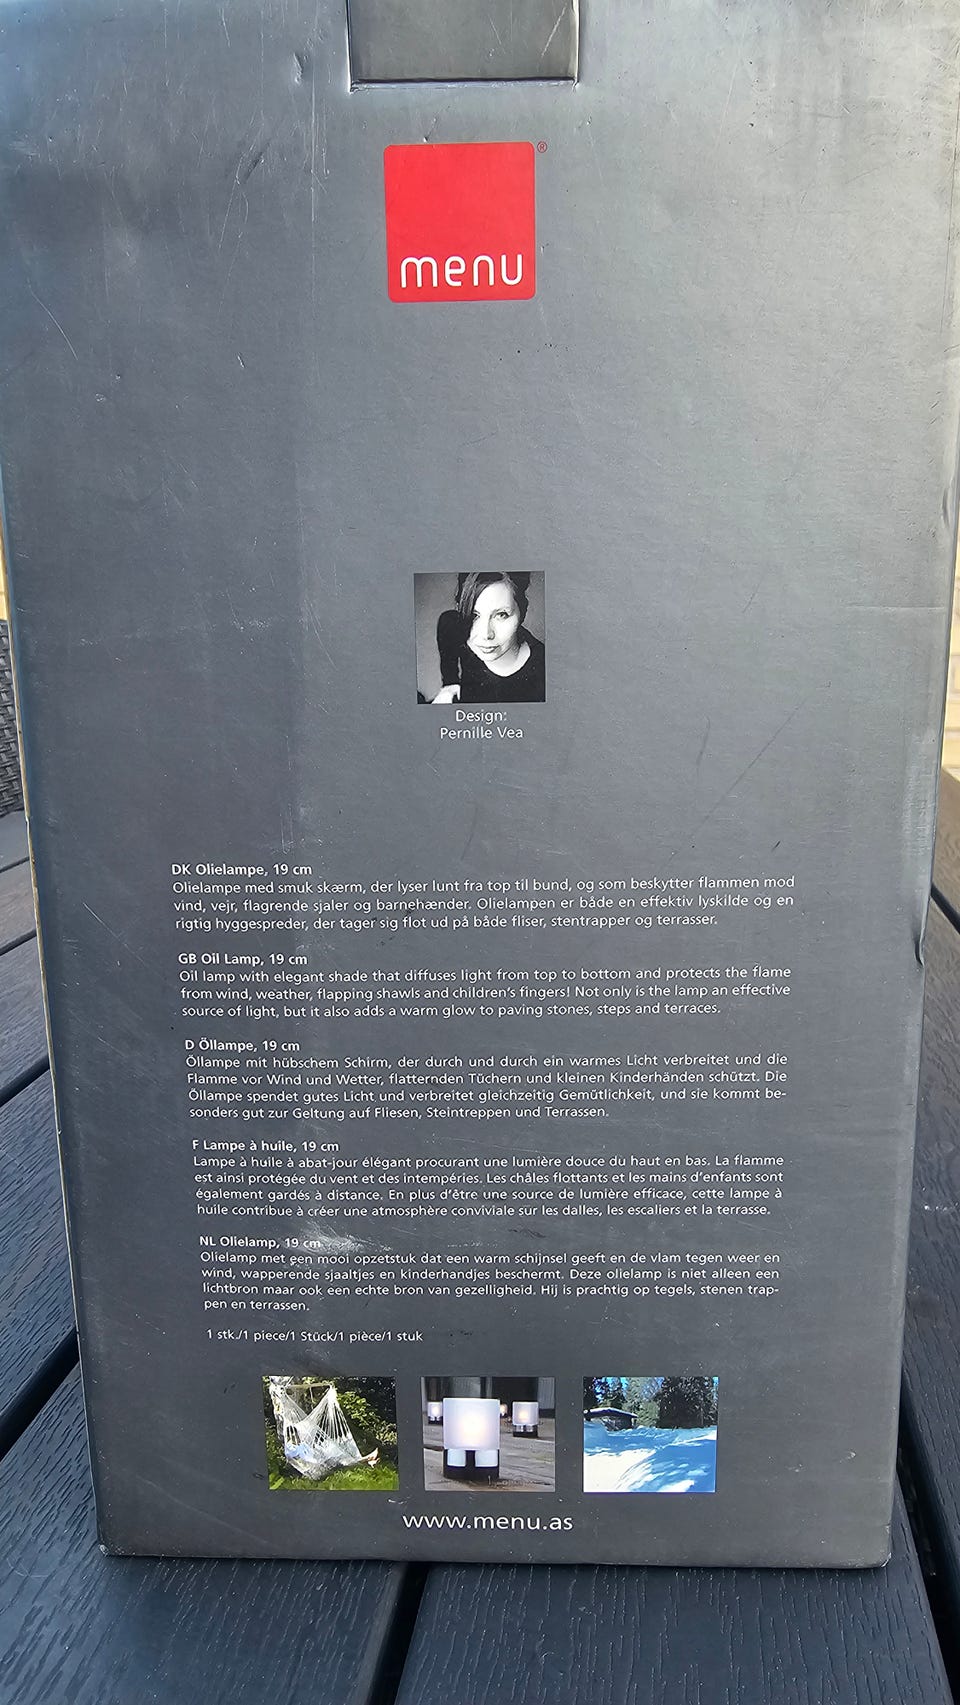 menu®
Design:
Pernille Vea
DK Olielampe, 19 cm
Olielampe med smuk skærm, der lyser lunt fra top til bund, og som beskytter flammen mod
vind, vejr, flagrende sjaler og barnehænder. Olielampen er både en effektiv lyskilde og en
rigtig hyggespreder, der tager sig flot ud på både fliser, stentrapper og terrasser.
GB Oil Lamp, 19 cm
Oil lamp with elegant shade that diffuses light from top to bottom and protects the flame
from wind, weather, flapping shawls and children's fingers! Not only is the lamp an effective
source of light, but it also adds a warm glow to paving stones, steps and terraces.
D Öllampe, 19 cm
Öllampe mit hübschem Schirm, der durch und durch ein warmes Licht verbreitet und die
Flamme vor Wind und Wetter, flatternden Tüchern und kleinen Kinderhänden schützt. Die
Öllampe spendet gutes Licht und verbreitet gleichzeitig Gemütlichkeit, und sie kommt be-
sonders gut zur Geltung auf Fliesen, Steintreppen und Terrassen.
F Lampe à huile, 19 cm
Lampe à huile à abat-jour élégant procurant une lumière douce du haut en bas. La flamme
est ainsi protégée du vent et des intempéries. Les châles flottants et les mains d'enfants sont
également gardés à distance. En plus d'être une source de lumière efficace, cette lampe à
huile contribue à créer une atmosphère conviviale sur les dalles, les escaliers et la terrasse.
NL Olielamp, 19 cm
Olielamp met een mooi opzetstuk dat een warm schijnsel geeft en de vlam tegen weer en
wind, wapperende sjaaltjes en kinderhandjes beschermt. Deze olielamp is niet alleen een
lichtbron maar ook een echte bron van gezelligheid. Hij is prachtig op tegels, stenen trap-
pen en terrassen.
1 stk./1 piece/1 Stück/1 pièce/1 stuk
www.menu.as